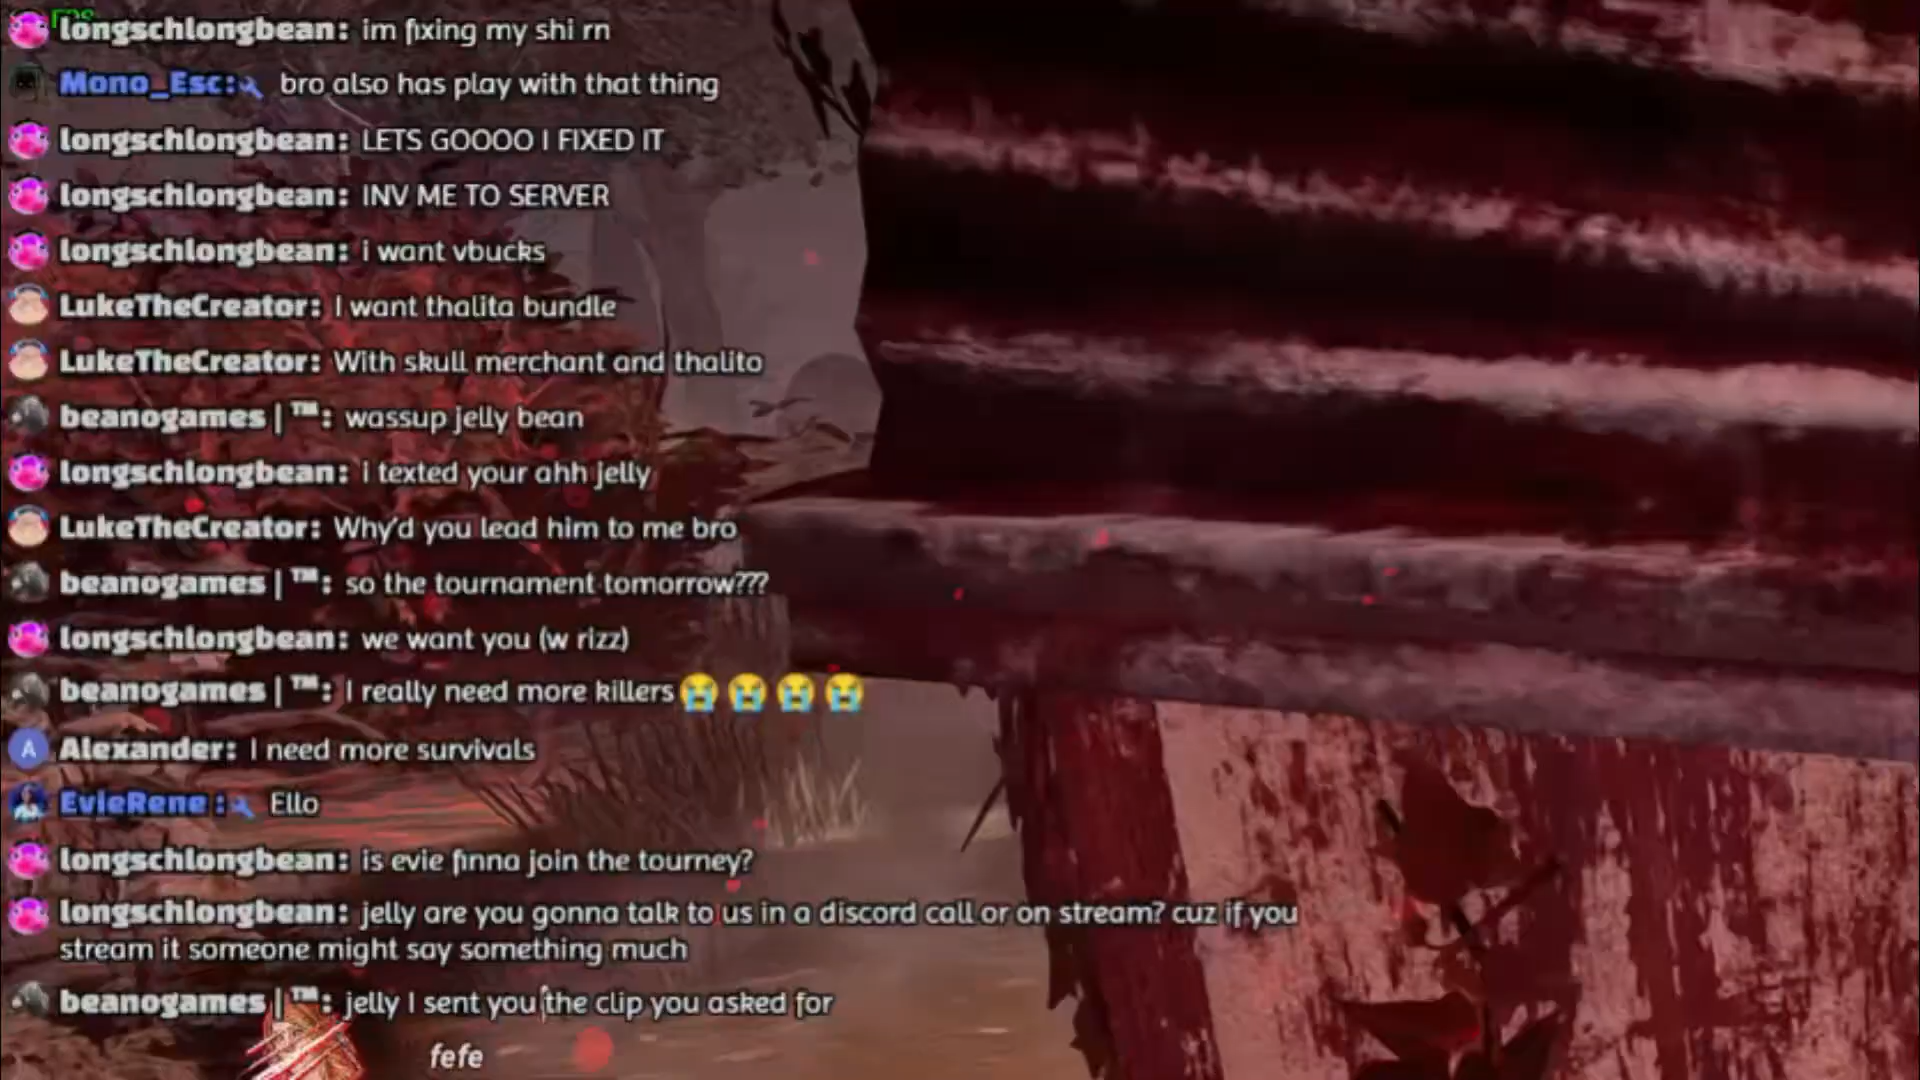 FPS
longschlongbean: im fixing my shi rn
Mono_Esc: bro also has play with that thing
longschlongbean: LETS GOOOO I FIXED IT
longschlongbean: INV ME TO SERVER
longschlongbean: i want vbucks
LukeTheCreator: I want thalita bundle
LukeTheCreator: With skull merchant and thalito
beanogames | ™: wassup jelly bean
longschlongbean: i texted your ahh jelly
LukeTheCreator: Why'd you lead him to me bro
beanogames | ™: so the tournament tomorrow???
longschlongbean: we want you (w rizz)
beanogames | ™: I really need more killers😭😭😭😭
A Alexander: I need more survivals
EvieRene : Ello
longschlongbean: is evie finna join the tourney?
longschlongbean: jelly are you gonna talk to us in a discord call or on stream? cuz if you
stream it someone might say something much
beanogames | ™: jelly I sent you the clip you asked for
fefe